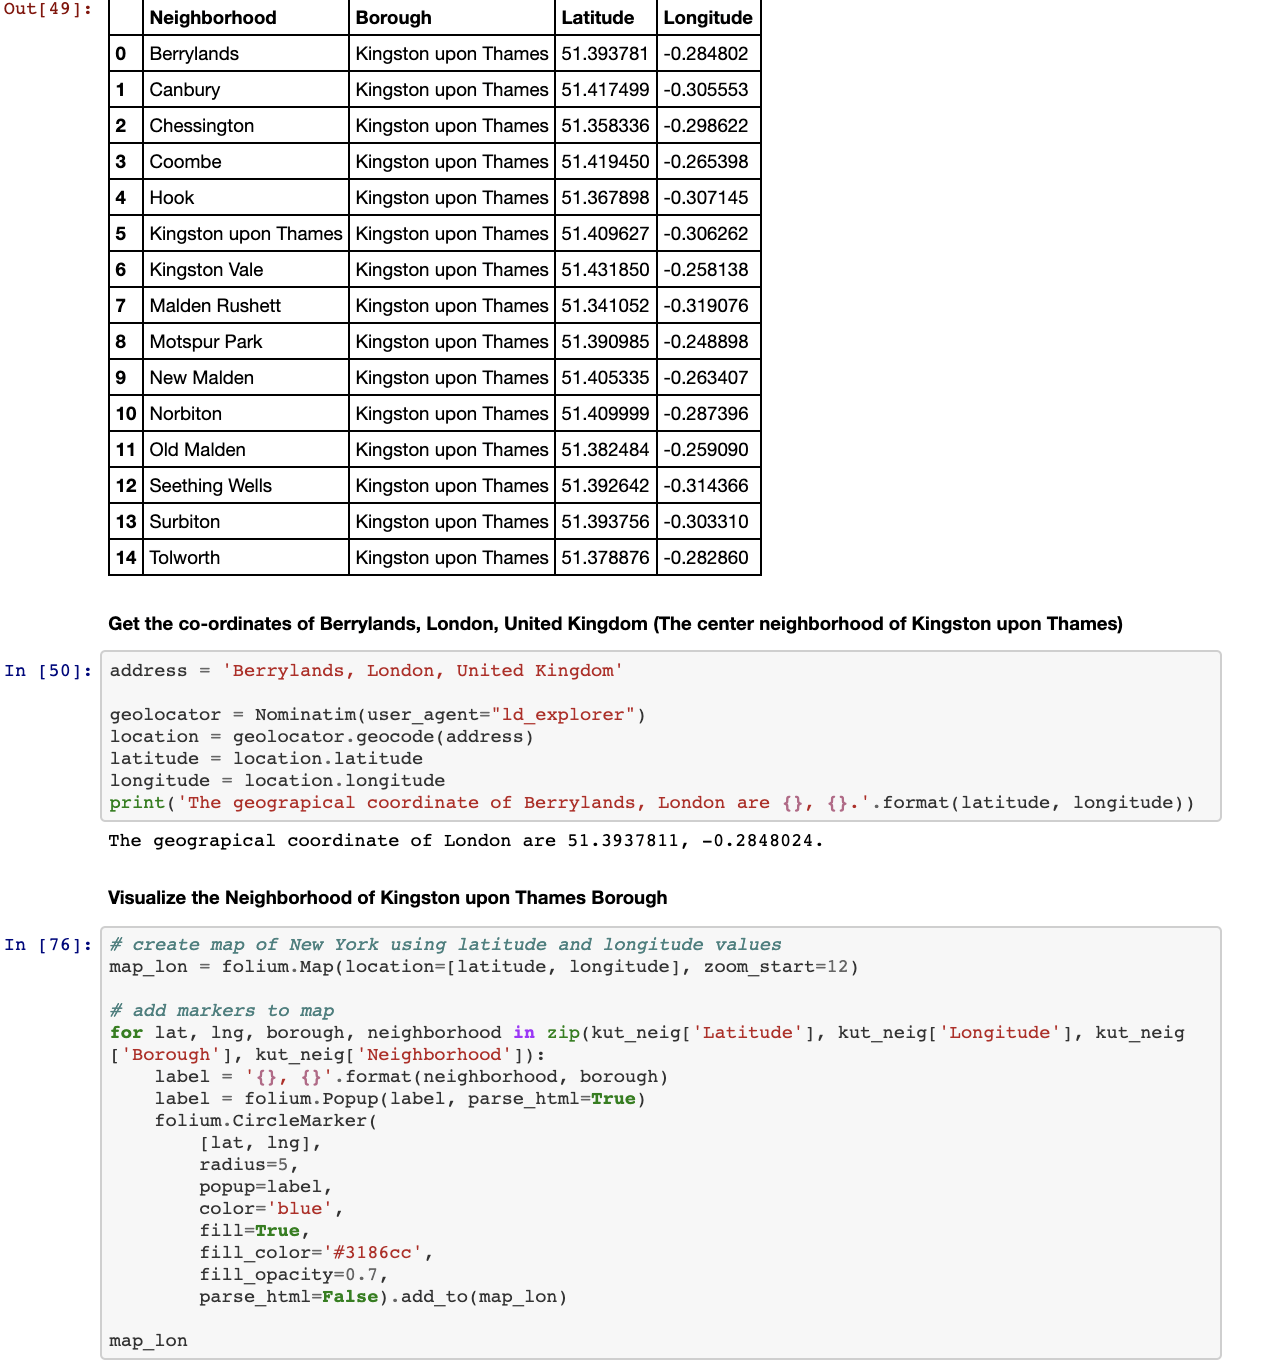 Out[49]:
Neighborhood Borough Latitude Longitude
0 Berrylands Kingston upon Thames 51.393781 -0.284802
1 Canbury Kingston upon Thames 51.417499 -0.305553
2 Chessington Kingston upon Thames 51.358336 -0.298622
3 Coombe Kingston upon Thames 51.419450 -0.265398
4 Hook Kingston upon Thames 51.367898 -0.307145
5 Kingston upon Thames Kingston upon Thames 51.409627 -0.306262
6 Kingston Vale Kingston upon Thames 51.431850 -0.258138
7 Malden Rushett Kingston upon Thames 51.341052 -0.319076
8 Motspur Park Kingston upon Thames 51.390985 -0.248898
9 New Malden Kingston upon Thames 51.405335 -0.263407
10 Norbiton Kingston upon Thames 51.409999 -0.287396
11 Old Malden Kingston upon Thames 51.382484 -0.259090
12 Seething Wells Kingston upon Thames 51.392642 -0.314366
13 Surbiton Kingston upon Thames 51.393756 -0.303310
14 Tolworth Kingston upon Thames 51.378876 -0.282860
Get the co-ordinates of Berrylands, London, United Kingdom (The center neighborhood of Kingston upon Thames)
In [50]: address = 'Berrylands, London, United Kingdom'
geolocator = Nominatim(user_agent="ld_explorer")
location = geolocator.geocode(address)
latitude = location.latitude
longitude = location.longitude
print('The geograpical coordinate of Berrylands, London are {}, {}.'.format(latitude, longitude))
The geograpical coordinate of London are 51.3937811, -0.2848024.
Visualize the Neighborhood of Kingston upon Thames Borough
In [76]: # create map of New York using latitude and longitude values
map_lon = folium.Map(location=[latitude, longitude], zoom_start=12)
# add markers to map
for lat, lng, borough, neighborhood in zip(kut_neig['Latitude'], kut_neig['Longitude'], kut_neig
['Borough'], kut_neig['Neighborhood']):
    label = '{}, {}'.format(neighborhood, borough)
    label = folium.Popup(label, parse_html=True)
    folium.CircleMarker(
        [lat, lng],
        radius=5,
        popup=label,
        color='blue',
        fill=True,
        fill_color='#3186cc',
        fill_opacity=0.7,
        parse_html=False).add_to(map_lon)
map_lon